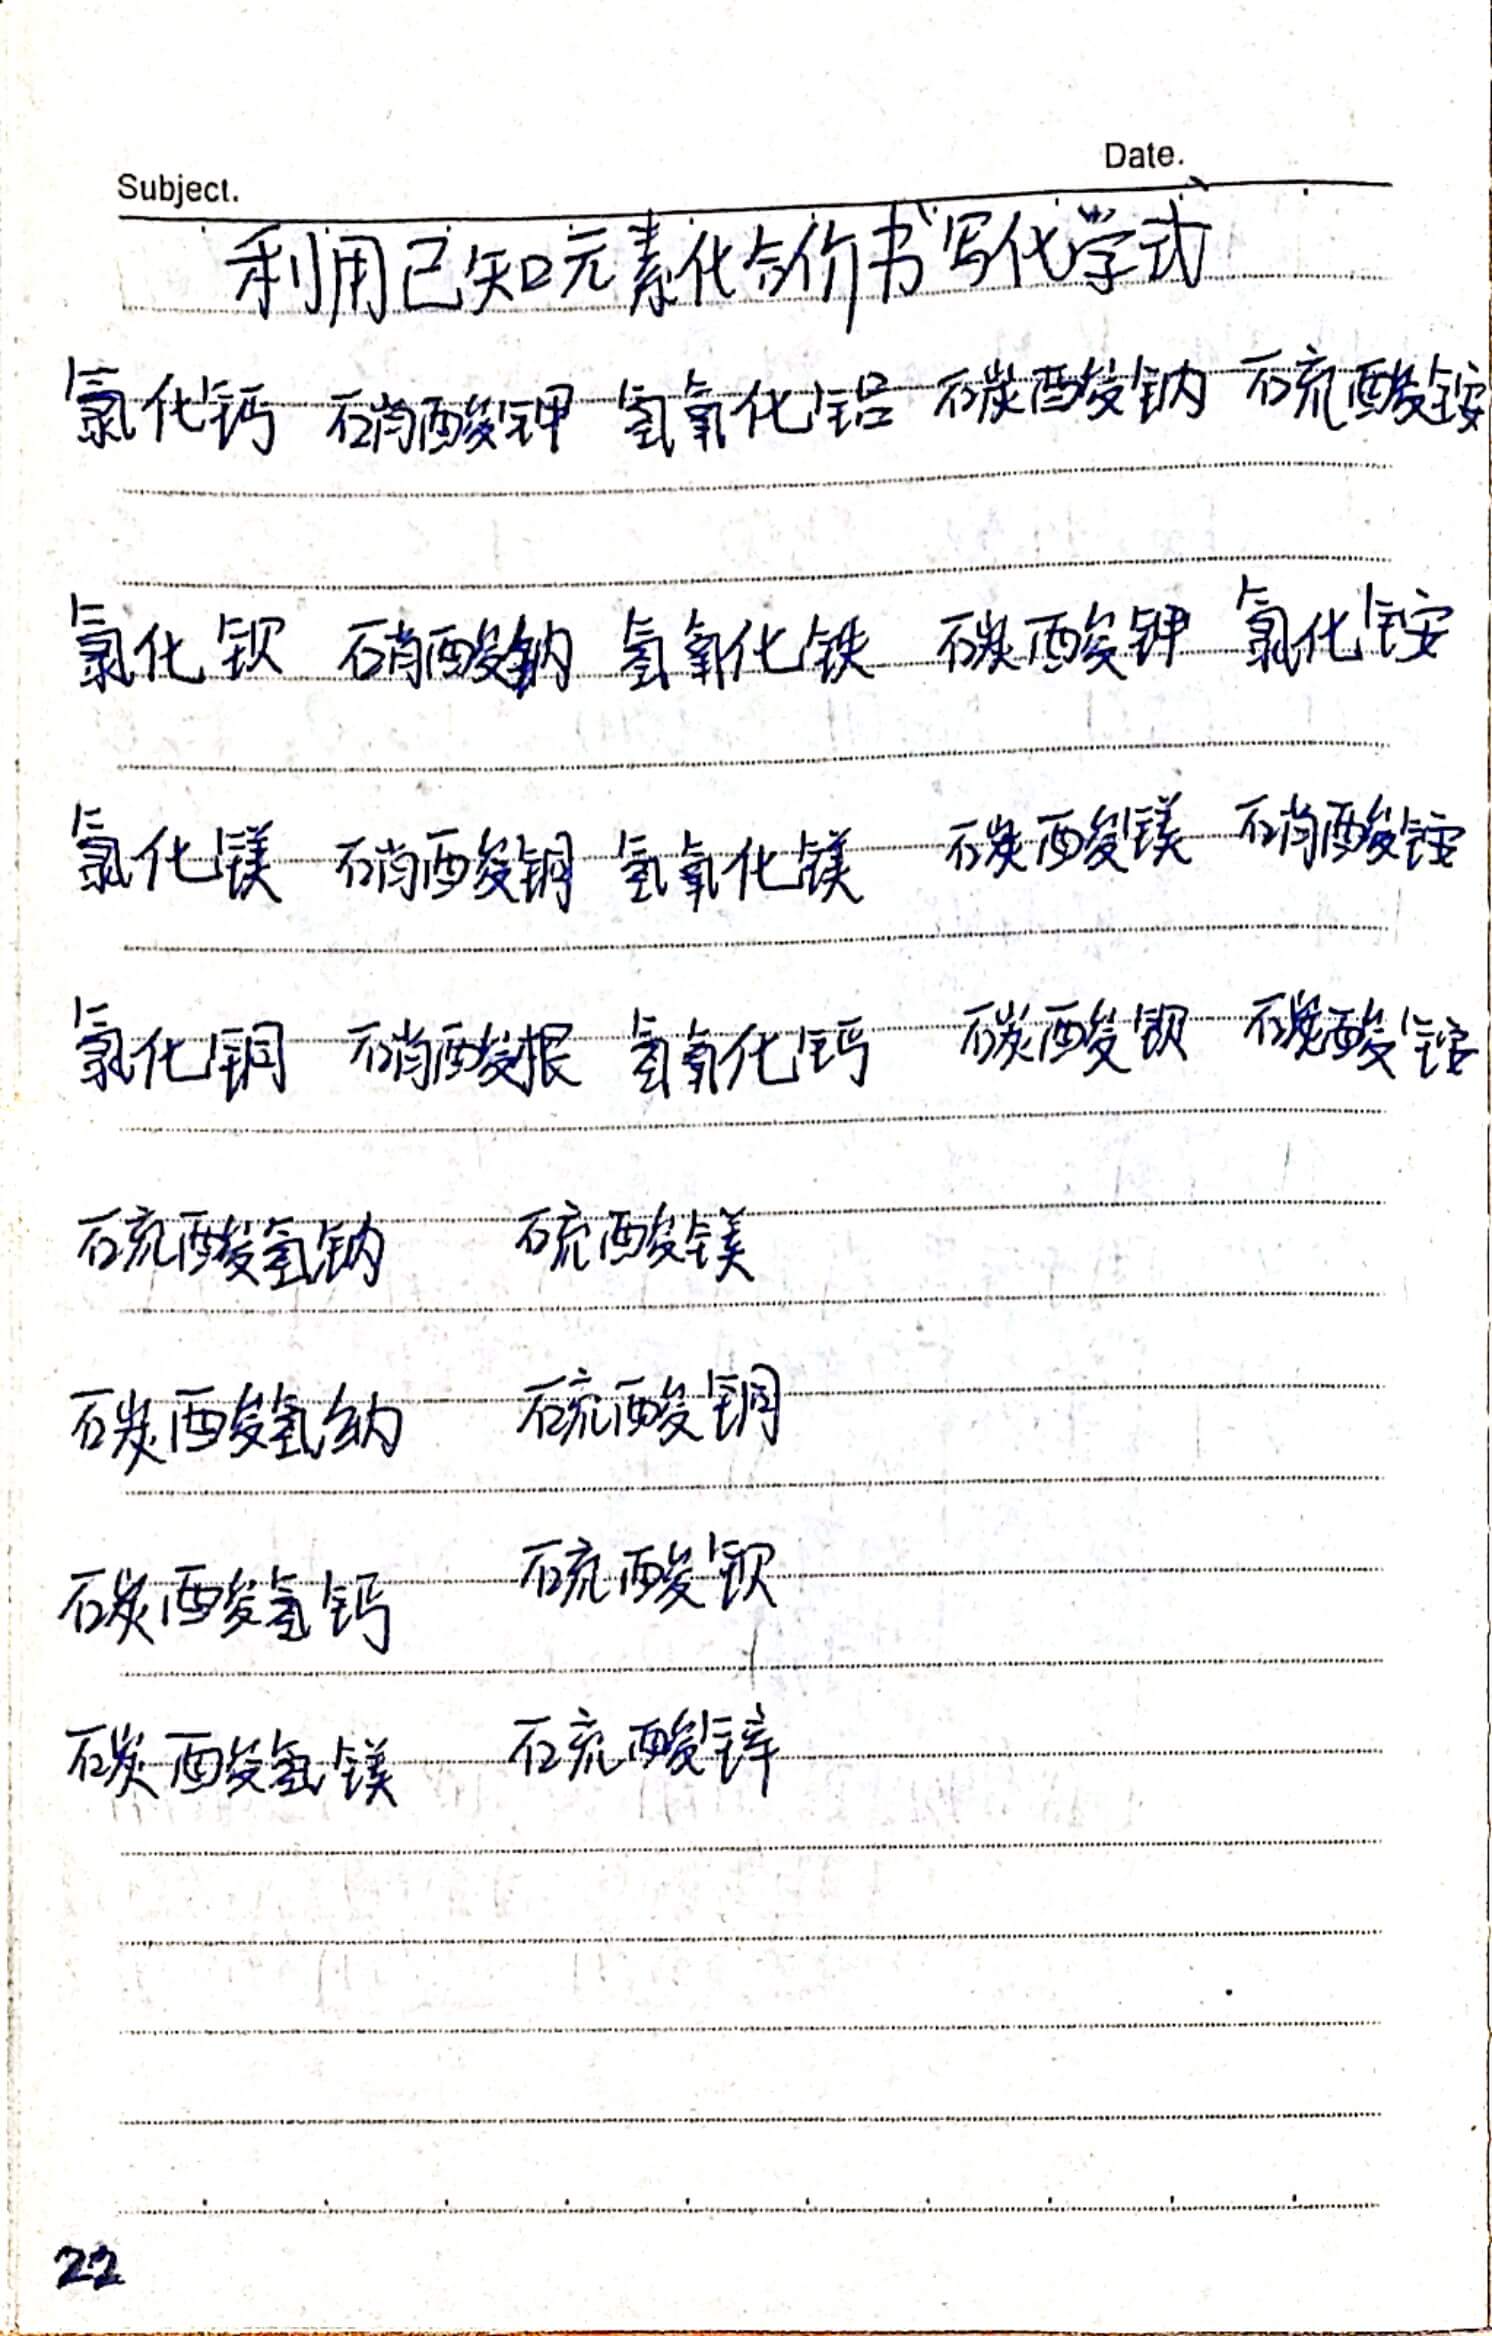 Subject. Date.
利用已知元素化合价书写化学式
氯化钙 硝酸钾 氢氧化铝 碳酸钠 硫酸铵
氯化钡 硝酸钠 氢氧化铁 碳酸钾 氯化铵
氯化镁 硝酸铜 氢氧化镁 碳酸镁 硝酸铵
氯化铜 硝酸根 氢氧化钙 碳酸钡 碳酸铵
硫酸氢钠 硫酸镁
碳酸氢纳 硫酸铜
碳酸氢钙 硫酸钡
碳酸氢镁 硫酸锌
22